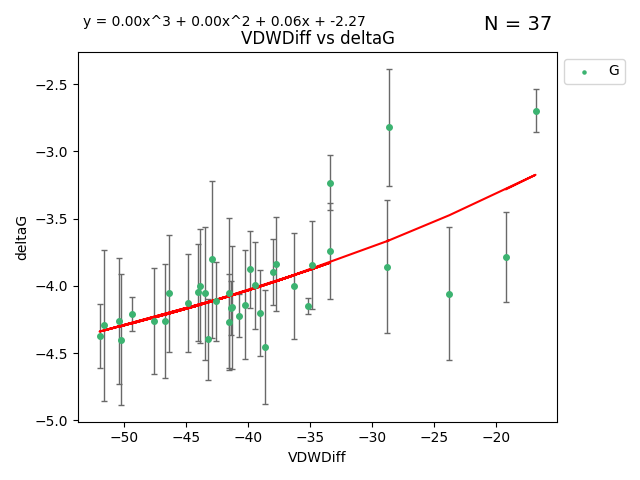 y = 0.00x^3 + 0.00x^2 + 0.06x + -2.27
N = 37
VDWDiff vs deltaG
G
−2.5
−3.0
−3.5
−4.0
−4.5
−5.0
deltaG
−50 −45 −40 −35 −30 −25 −20
VDWDiff